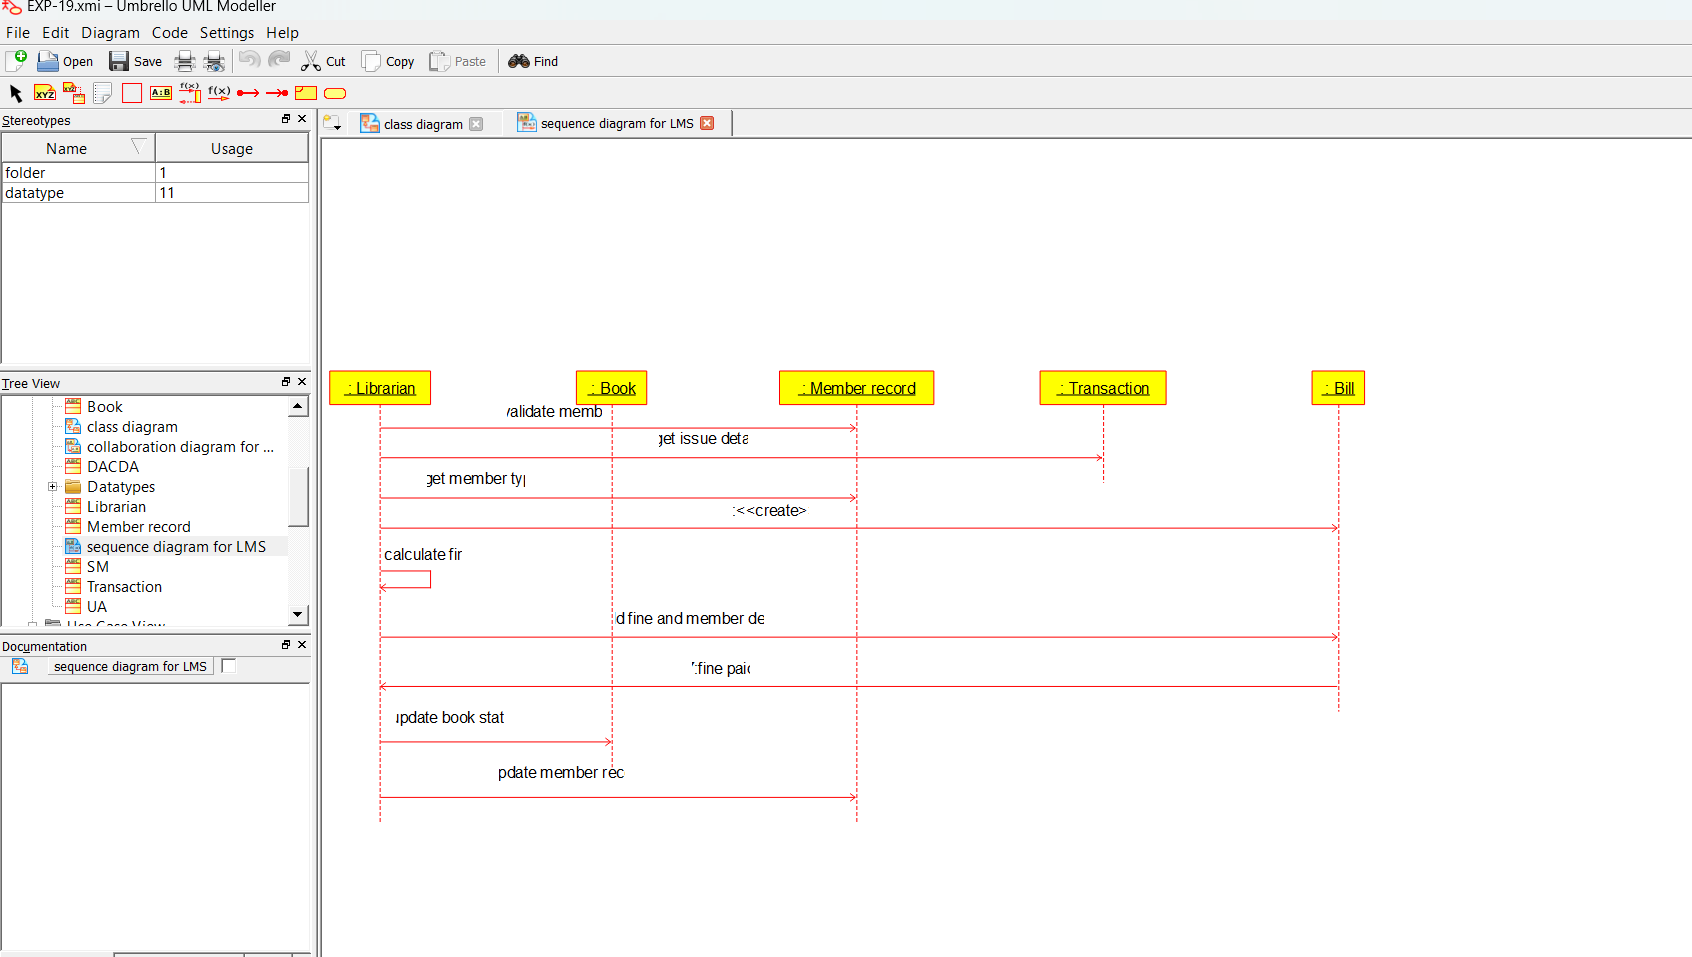 EXP-19.xmi – Umbrello UML Modeller
File Edit Diagram Code Settings Help
Open Save Cut Copy Paste Find
XYZ XYZ A:B f(x) f(x)
Stereotypes
class diagram sequence diagram for LMS
Name Usage
folder 1
datatype 11
Tree View
Book
class diagram
collaboration diagram for ...
DACDA
Datatypes
Librarian
Member record
sequence diagram for LMS
SM
Transaction
UA
Use Case View
Documentation
sequence diagram for LMS
: Librarian : Book : Member record : Transaction : Bill
validate memb
get issue deta
get member typ
:<<create>
calculate fir
d fine and member de
7:fine paid
update book stat
pdate member rec